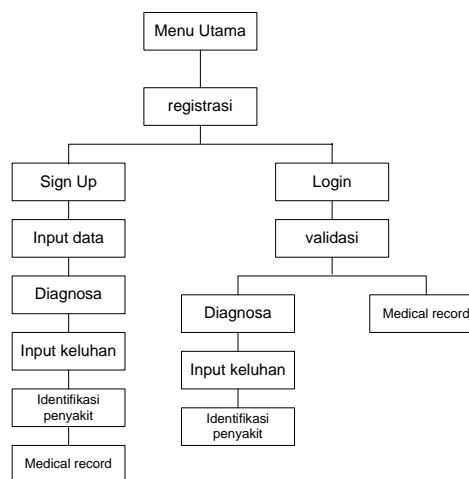 Menu Utama
registrasi
Sign Up
Login
Input data
validasi
Diagnosa
Diagnosa
Medical record
Input keluhan
Input keluhan
Identifikasi
penyakit
Identifikasi
penyakit
Medical record